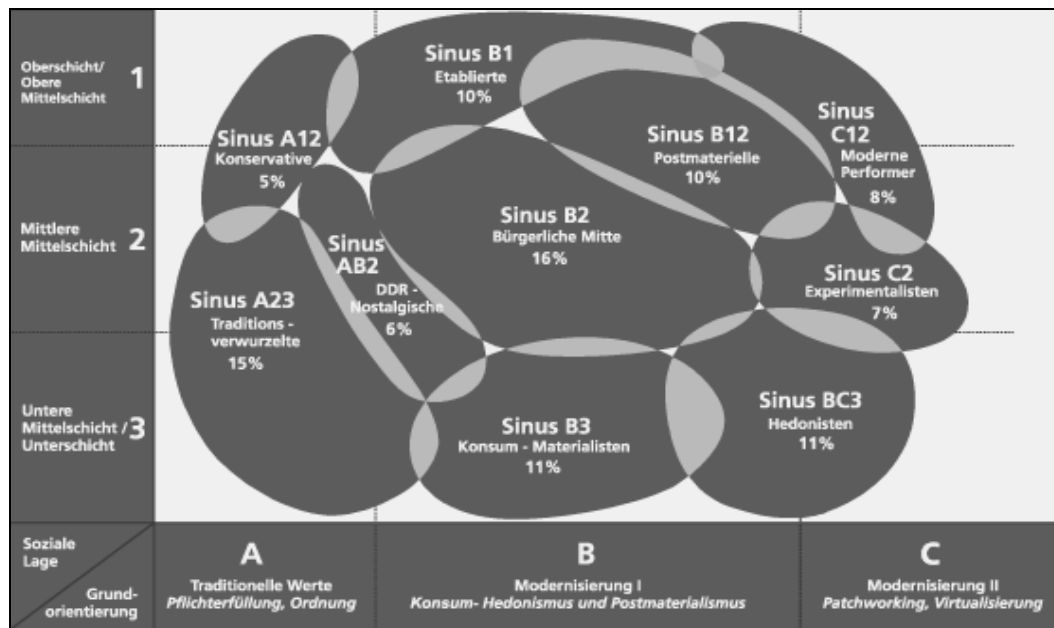 Oberschicht/
Obere
Mittelschicht
1
Mittlere
Mittelschicht
2
Untere
Mittelschicht /
Unterschicht
3
Sinus B1
Etablierte
10%
Sinus A12
Konservative
5%
Sinus B12
Postmaterielle
10%
Sinus
C12
Moderne
Performer
8%
Sinus B2
Bürgerliche Mitte
16%
Sinus
AB2
DDR -
Nostalgische
6%
Sinus A23
Traditions -
verwurzelte
15%
Sinus C2
Experimentalisten
7%
Sinus B3
Konsum - Materialisten
11%
Sinus BC3
Hedonisten
11%
Soziale
Lage
Grund-
orientierung
A
Traditionelle Werte
Pflichterfüllung, Ordnung
B
Modernisierung I
Konsum- Hedonismus und Postmaterialismus
C
Modernisierung II
Patchworking, Virtualisierung